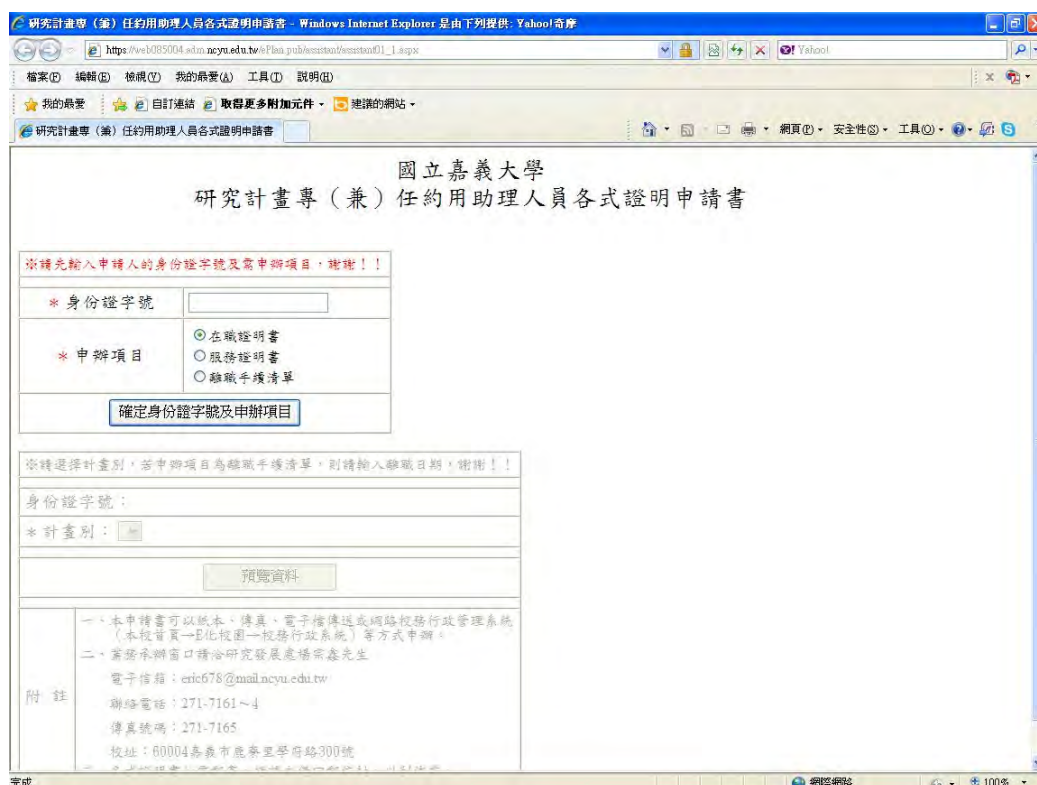 研究計畫專（兼）任約用助理人員各式證明申請書 - Windows Internet Explorer 是由下列提供: Yahoo!奇摩
https://web085004.adm.ncyu.edu.tw/ePlan.pub/assistant/assistant01_1.aspx
Yahoo!
檔案(F) 編輯(E) 檢視(V) 我的最愛(A) 工具(T) 說明(H)
我的最愛 自訂連結 取得更多附加元件 建議的網站
研究計畫專（兼）任約用助理人員各式證明申請書
網頁(P) 安全性(S) 工具(O)
國立嘉義大學
研究計畫專（兼）任約用助理人員各式證明申請書
※請先輸入申請人的身份證字號及需申辦項目，謝謝！！
* 身份證字號
* 申辦項目
在職證明書
服務證明書
離職手續清單
確定身份證字號及申辦項目
※請選擇計畫別，若申辦項目為離職手續清單，則請輸入離職日期，謝謝！！
身份證字號：
* 計畫別：
預覽資料
附 註
一、本申請書可以紙本、傳真、電子檔傳送或網路校務行政管理系統
（本校首頁→E化校園→校務行政系統）等方式申辦。
二、業務承辦窗口請洽研究發展處楊宗鑫先生
電子信箱：eric678@mail.ncyu.edu.tw
聯絡電話：271-7161～4
傳真號碼：271-7165
校址：60004嘉義市鹿寮里學府路300號
完成
網際網路
100%